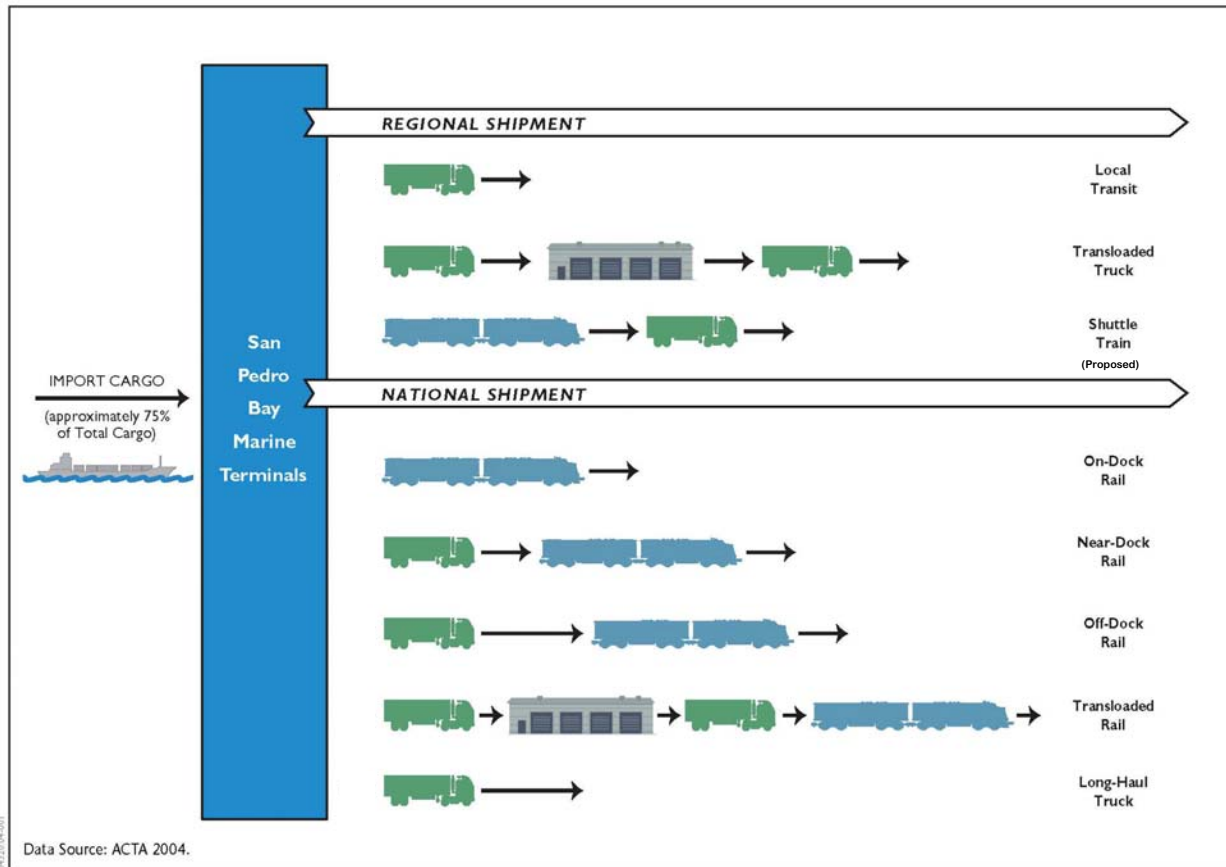 REGIONAL SHIPMENT
Local
Transit
Transloaded
Truck
Shuttle
Train
(Proposed)
San
Pedro
Bay
Marine
Terminals
IMPORT CARGO
(approximately 75%
of Total Cargo)
NATIONAL SHIPMENT
On-Dock
Rail
Near-Dock
Rail
Off-Dock
Rail
Transloaded
Rail
Long-Haul
Truck
Data Source: ACTA 2004.